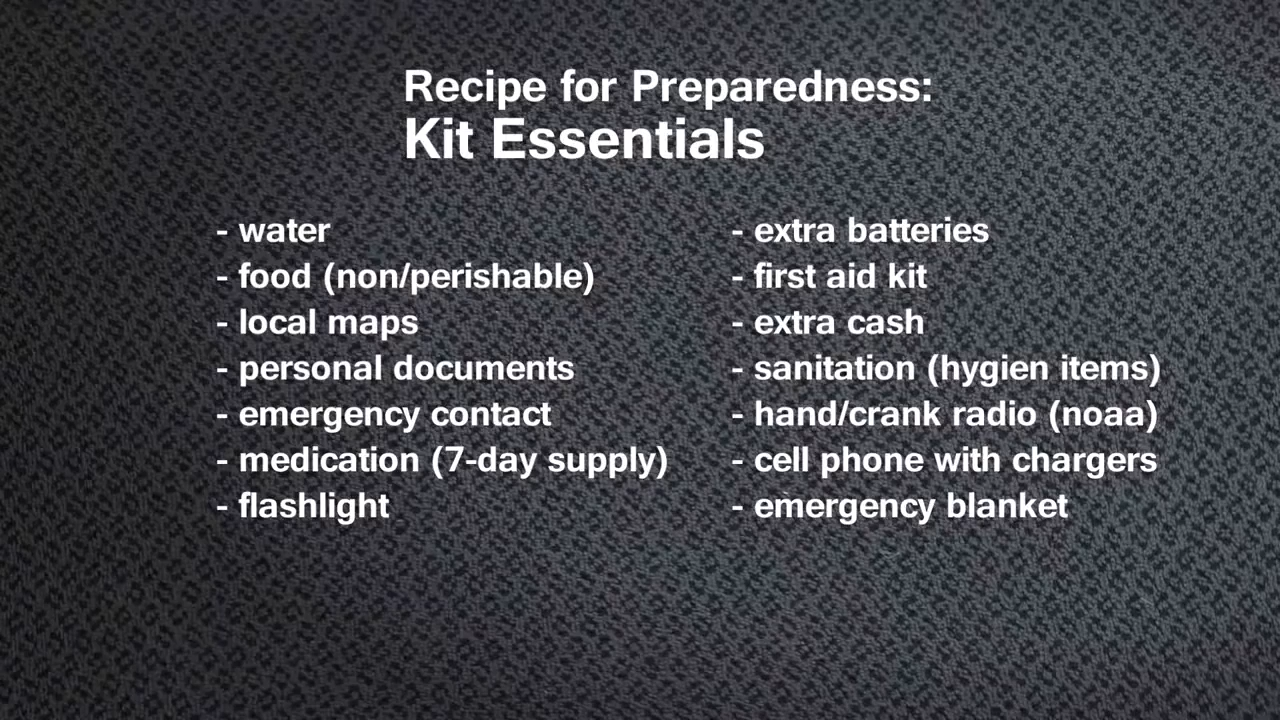 Recipe for Preparedness:
Kit Essentials
- water
- food (non/perishable)
- local maps
- personal documents
- emergency contact
- medication (7-day supply)
- flashlight
- extra batteries
- first aid kit
- extra cash
- sanitation (hygien items)
- hand/crank radio (noaa)
- cell phone with chargers
- emergency blanket